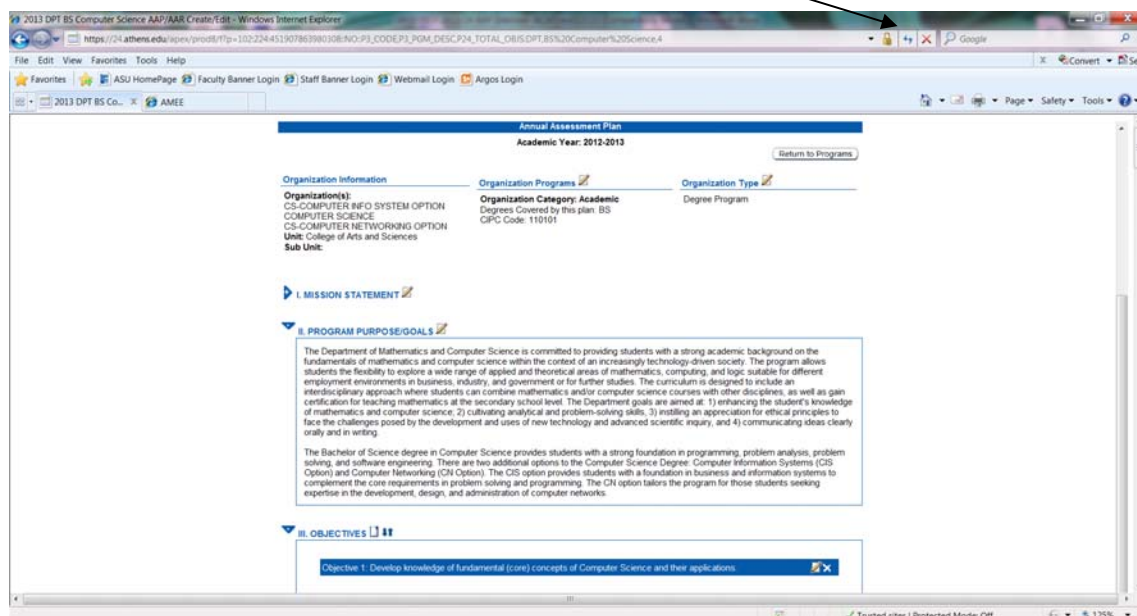 2013 DPT BS Computer Science AAP/AAR Create/Edit - Windows Internet Explorer
https://24.athens.edu/apex/prod8/f?p=102:224:4519078639803​08::NO::P3_CODE,P3_PGM_DESC,P24_TOTAL_OBJS:DPT,BS%20Computer%20Science,4
Google
File Edit View Favorites Tools Help
X Convert Se
Favorites ASU HomePage Faculty Banner Login Staff Banner Login Webmail Login Argos Login
2013 DPT BS Co... X AMEE
Page Safety Tools
Annual Assessment Plan
Academic Year: 2012-2013
Return to Programs
Organization Information
Organization Programs
Organization Type
Organization(s):
CS-COMPUTER INFO SYSTEM OPTION
COMPUTER SCIENCE
CS-COMPUTER NETWORKING OPTION
Unit: College of Arts and Sciences
Sub Unit:
Organization Category: Academic
Degrees Covered by this plan: BS
CIPC Code: 110101
Degree Program
I. MISSION STATEMENT
II. PROGRAM PURPOSE/GOALS
The Department of Mathematics and Computer Science is committed to providing students with a strong academic background on the
fundamentals of mathematics and computer science within the context of an increasingly technology-driven society. The program allows
students the flexibility to explore a wide range of applied and theoretical areas of mathematics, computing, and logic suitable for different
employment environments in business, industry, and government or for further studies. The curriculum is designed to include an
interdisciplinary approach where students can combine mathematics and/or computer science courses with other disciplines, as well as gain
certification for teaching mathematics at the secondary school level. The Department goals are aimed at: 1) enhancing the student's knowledge
of mathematics and computer science, 2) cultivating analytical and problem-solving skills, 3) instilling an appreciation for ethical principles to
face the challenges posed by the development and uses of new technology and advanced scientific inquiry, and 4) communicating ideas clearly
orally and in writing.
The Bachelor of Science degree in Computer Science provides students with a strong foundation in programming, problem analysis, problem
solving, and software engineering. There are two additional options to the Computer Science Degree: Computer Information Systems (CIS
Option) and Computer Networking (CN Option). The CIS option provides students with a foundation in business and information systems to
complement the core requirements in problem solving and programming. The CN option tailors the program for those students seeking
expertise in the development, design, and administration of computer networks.
III. OBJECTIVES
Objective 1: Develop knowledge of fundamental (core) concepts of Computer Science and their applications.
Trusted sites | Protected Mode: Off 125%